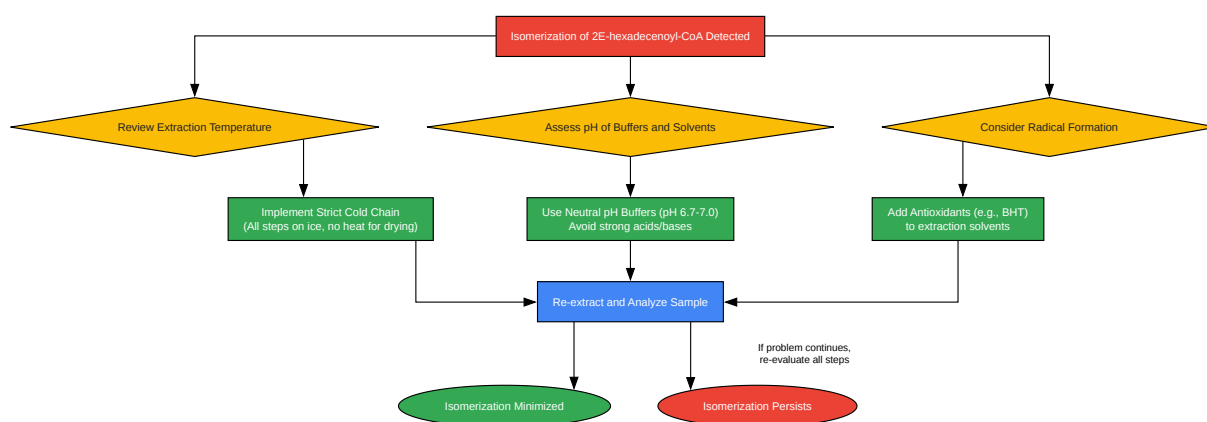 Isomerization of 2E-hexadecenoyl-CoA Detected
Review Extraction Temperature
Assess pH of Buffers and Solvents
Consider Radical Formation
Implement Strict Cold Chain
(All steps on ice, no heat for drying)
Use Neutral pH Buffers (pH 6.7-7.0)
Avoid strong acids/bases
Add Antioxidants (e.g., BHT)
to extraction solvents
Re-extract and Analyze Sample
If problem continues,
re-evaluate all steps
Isomerization Minimized
Isomerization Persists